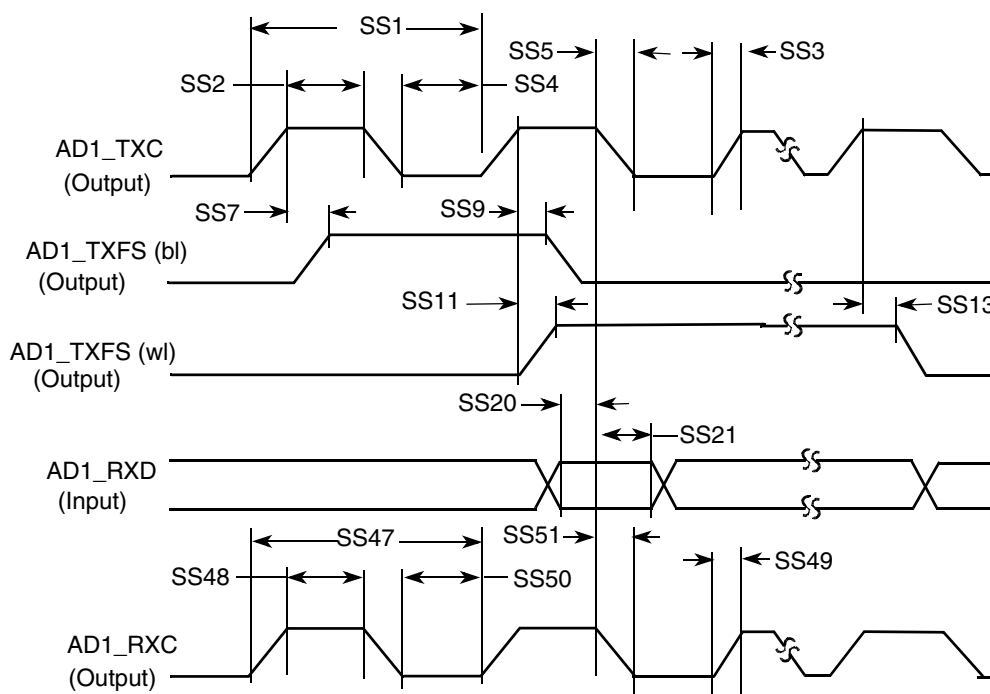 SS1
SS5
SS3
SS2
SS4
AD1_TXC
(Output)
SS7
SS9
AD1_TXFS (bl)
(Output)
SS11
SS13
AD1_TXFS (wl)
(Output)
SS20
SS21
AD1_RXD
(Input)
SS47
SS51
SS49
SS48
SS50
AD1_RXC
(Output)